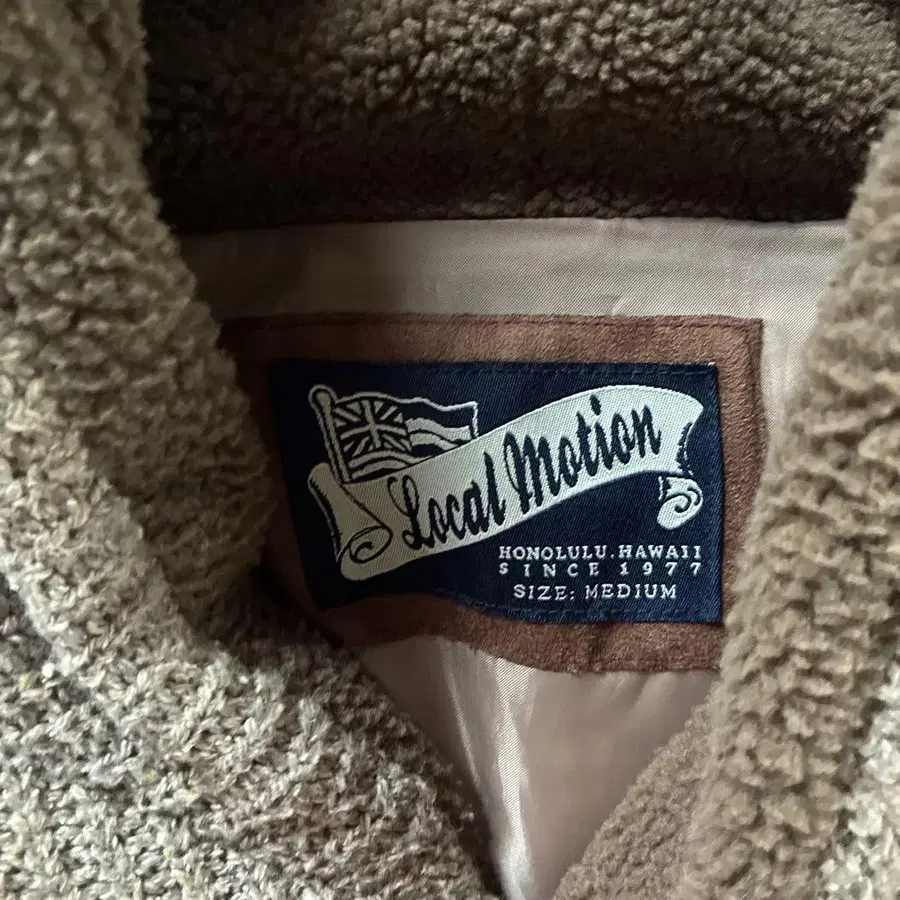 Local Motion
HONOLULU. HAWAII
SINCE 1977
SIZE: MEDIUM